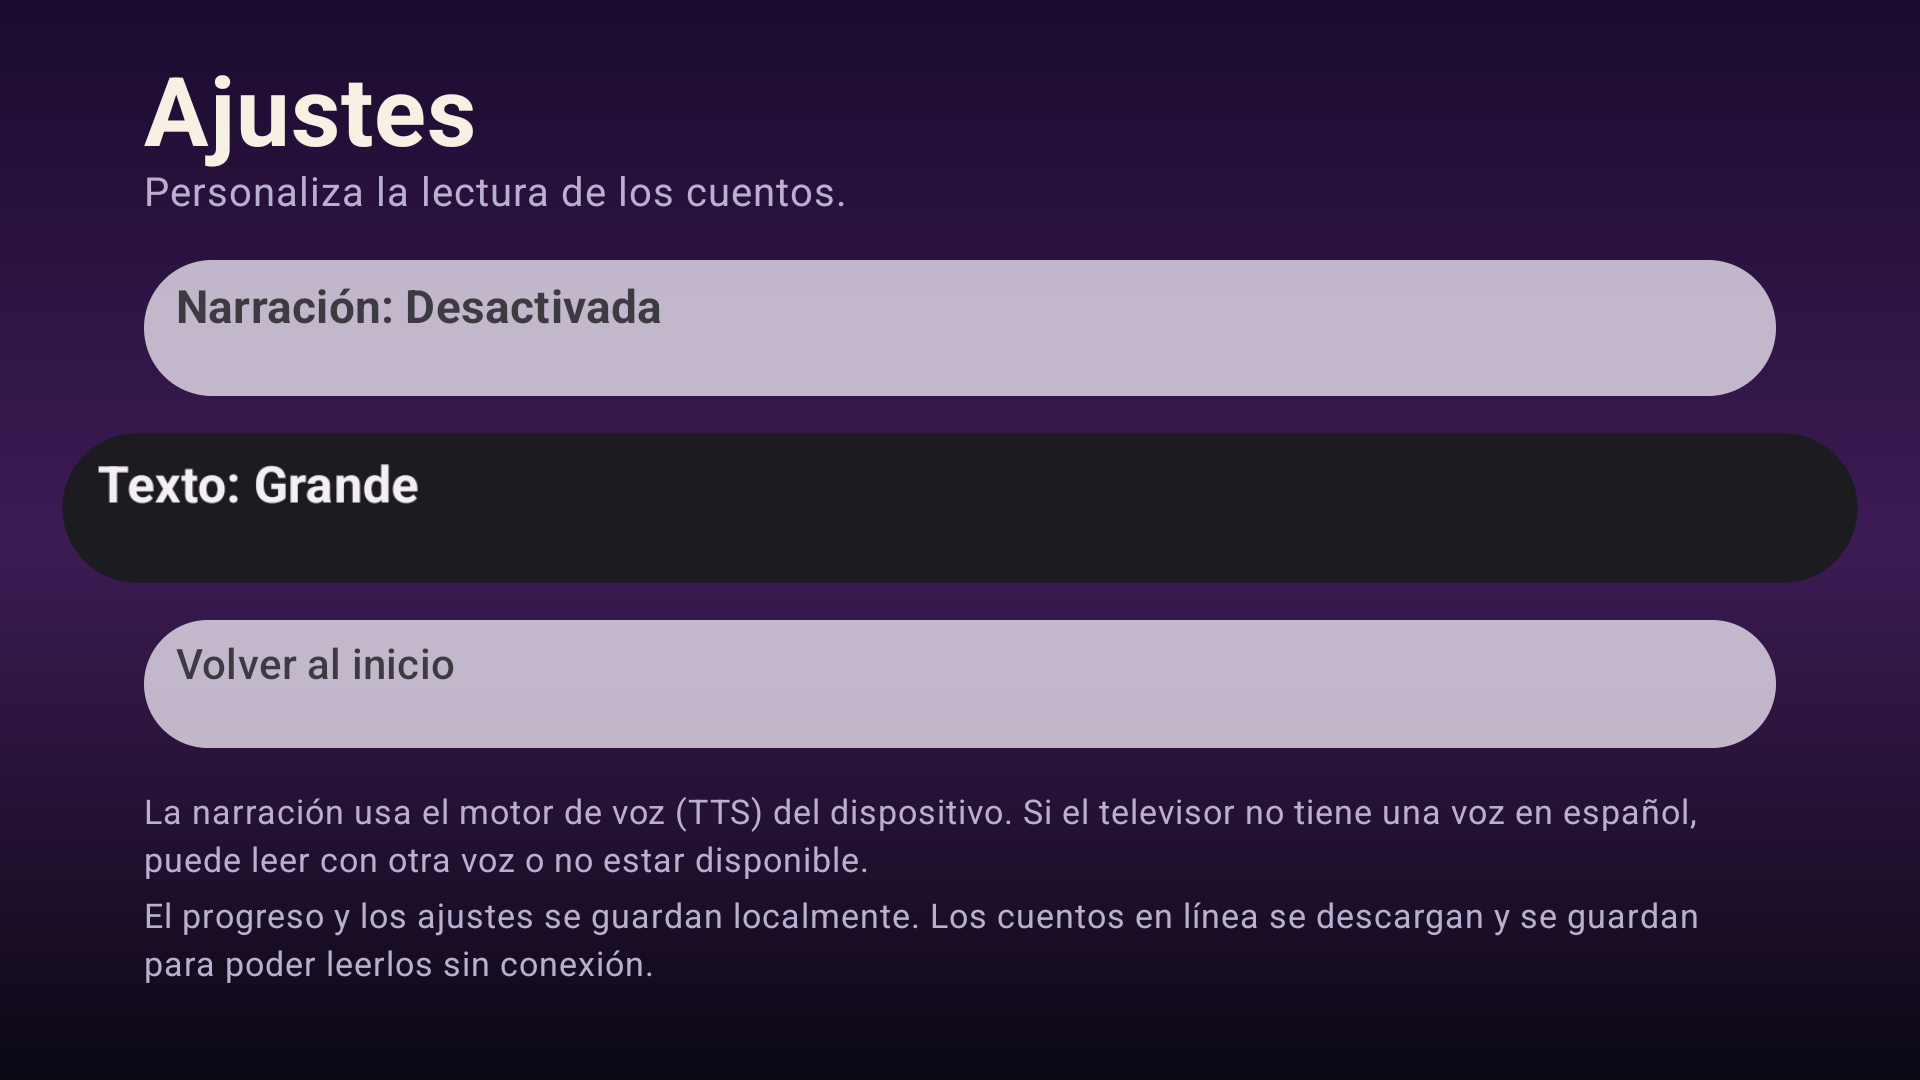 Ajustes
Personaliza la lectura de los cuentos.
Narración: Desactivada
Texto: Grande
Volver al inicio
La narración usa el motor de voz (TTS) del dispositivo. Si el televisor no tiene una voz en español,
puede leer con otra voz o no estar disponible.
El progreso y los ajustes se guardan localmente. Los cuentos en línea se descargan y se guardan
para poder leerlos sin conexión.